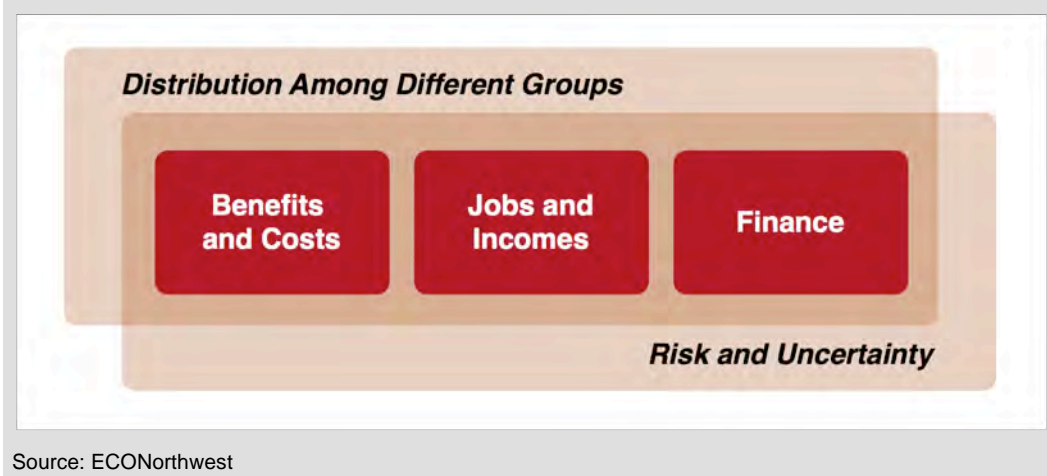 Distribution Among Different Groups
Benefits
and Costs
Jobs and
Incomes
Finance
Risk and Uncertainty
Source: ECONorthwest